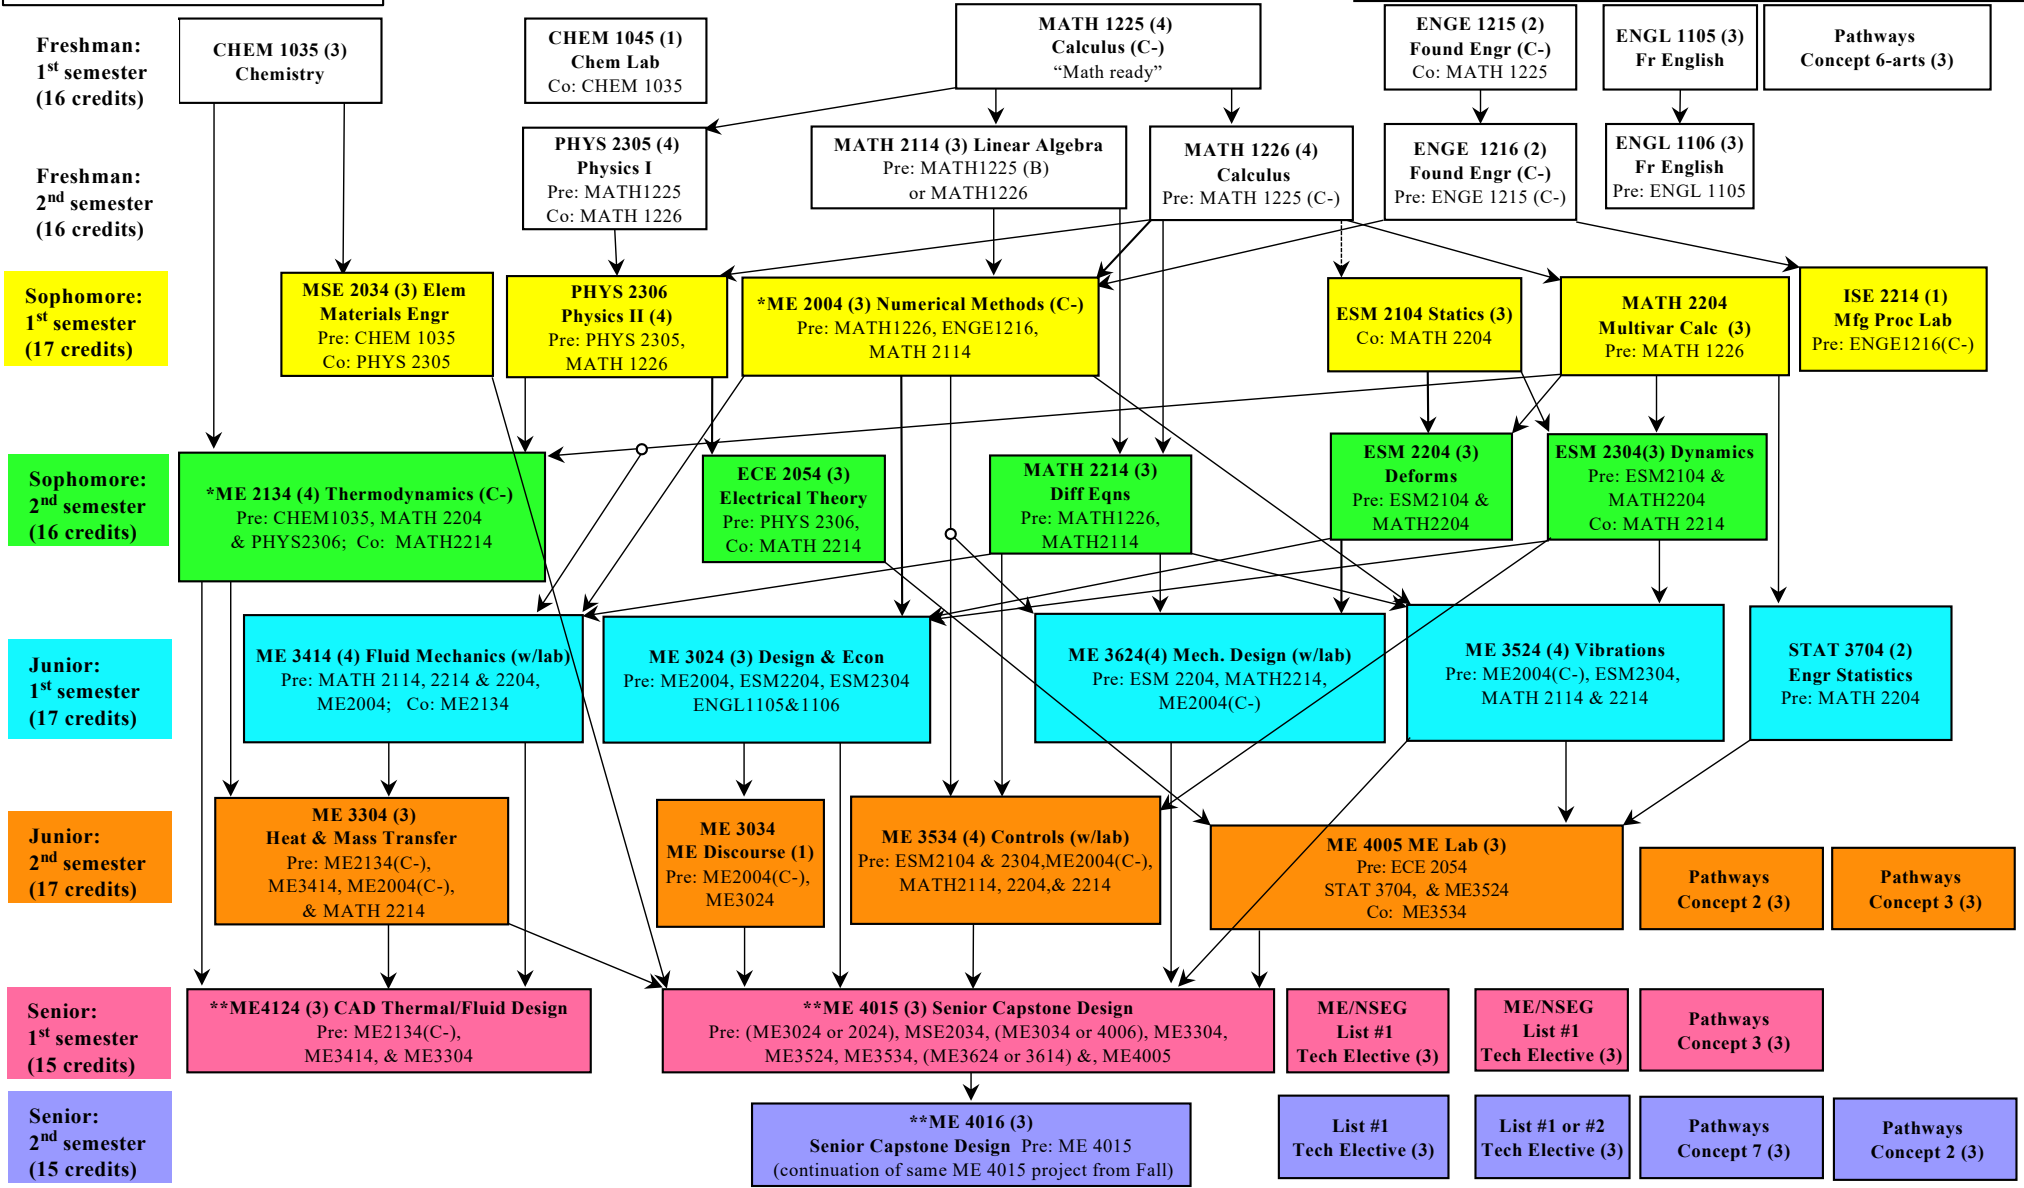 Freshman:
1st semester
(16 credits)
CHEM 1035 (3)
Chemistry
CHEM 1045 (1)
Chem Lab
Co: CHEM 1035
MATH 1225 (4)
Calculus (C-)
“Math ready”
ENGE 1215 (2)
Found Engr (C-)
Co: MATH 1225
ENGL 1105 (3)
Fr English
Pathways
Concept 6-arts (3)
Freshman:
2nd semester
(16 credits)
PHYS 2305 (4)
Physics I
Pre: MATH1225
Co: MATH 1226
MATH 2114 (3) Linear Algebra
Pre: MATH1225 (B)
or MATH1226
MATH 1226 (4)
Calculus
Pre: MATH 1225 (C-)
ENGE 1216 (2)
Found Engr (C-)
Pre: ENGE 1215 (C-)
ENGL 1106 (3)
Fr English
Pre: ENGL 1105
Sophomore:
1st semester
(17 credits)
MSE 2034 (3) Elem
Materials Engr
Pre: CHEM 1035
Co: PHYS 2305
PHYS 2306
Physics II (4)
Pre: PHYS 2305,
MATH 1226
*ME 2004 (3) Numerical Methods (C-)
Pre: MATH1226, ENGE1216,
MATH 2114
ESM 2104 Statics (3)
Co: MATH 2204
MATH 2204
Multivar Calc (3)
Pre: MATH 1226
ISE 2214 (1)
Mfg Proc Lab
Pre: ENGE1216(C-)
Sophomore:
2nd semester
(16 credits)
*ME 2134 (4) Thermodynamics (C-)
Pre: CHEM1035, MATH 2204
& PHYS2306; Co: MATH2214
ECE 2054 (3)
Electrical Theory
Pre: PHYS 2306,
Co: MATH 2214
MATH 2214 (3)
Diff Eqns
Pre: MATH1226,
MATH2114
ESM 2204 (3)
Deforms
Pre: ESM2104 &
MATH2204
ESM 2304(3) Dynamics
Pre: ESM2104 &
MATH2204
Co: MATH 2214
Junior:
1st semester
(17 credits)
ME 3414 (4) Fluid Mechanics (w/lab)
Pre: MATH 2114, 2214 & 2204,
ME2004; Co: ME2134
ME 3024 (3) Design & Econ
Pre: ME2004, ESM2204, ESM2304
ENGL1105&1106
ME 3624(4) Mech. Design (w/lab)
Pre: ESM 2204, MATH2214,
ME2004(C-)
ME 3524 (4) Vibrations
Pre: ME2004(C-), ESM2304,
MATH 2114 & 2214
STAT 3704 (2)
Engr Statistics
Pre: MATH 2204
Junior:
2nd semester
(17 credits)
ME 3304 (3)
Heat & Mass Transfer
Pre: ME2134(C-),
ME3414, ME2004(C-),
& MATH 2214
ME 3034
ME Discourse (1)
Pre: ME2004(C-),
ME3024
ME 3534 (4) Controls (w/lab)
Pre: ESM2104 & 2304,ME2004(C-),
MATH2114, 2204,& 2214
ME 4005 ME Lab (3)
Pre: ECE 2054
STAT 3704, & ME3524
Co: ME3534
Pathways
Concept 2 (3)
Pathways
Concept 3 (3)
Senior:
1st semester
(15 credits)
**ME4124 (3) CAD Thermal/Fluid Design
Pre: ME2134(C-),
ME3414, & ME3304
**ME 4015 (3) Senior Capstone Design
Pre: (ME3024 or 2024), MSE2034, (ME3034 or 4006), ME3304,
ME3524, ME3534, (ME3624 or 3614) &, ME4005
ME/NSEG
List #1
Tech Elective (3)
ME/NSEG
List #1
Tech Elective (3)
Pathways
Concept 3 (3)
Senior:
2nd semester
(15 credits)
**ME 4016 (3)
Senior Capstone Design Pre: ME 4015
(continuation of same ME 4015 project from Fall)
List #1
Tech Elective (3)
List #1 or #2
Tech Elective (3)
Pathways
Concept 7 (3)
Pathways
Concept 2 (3)